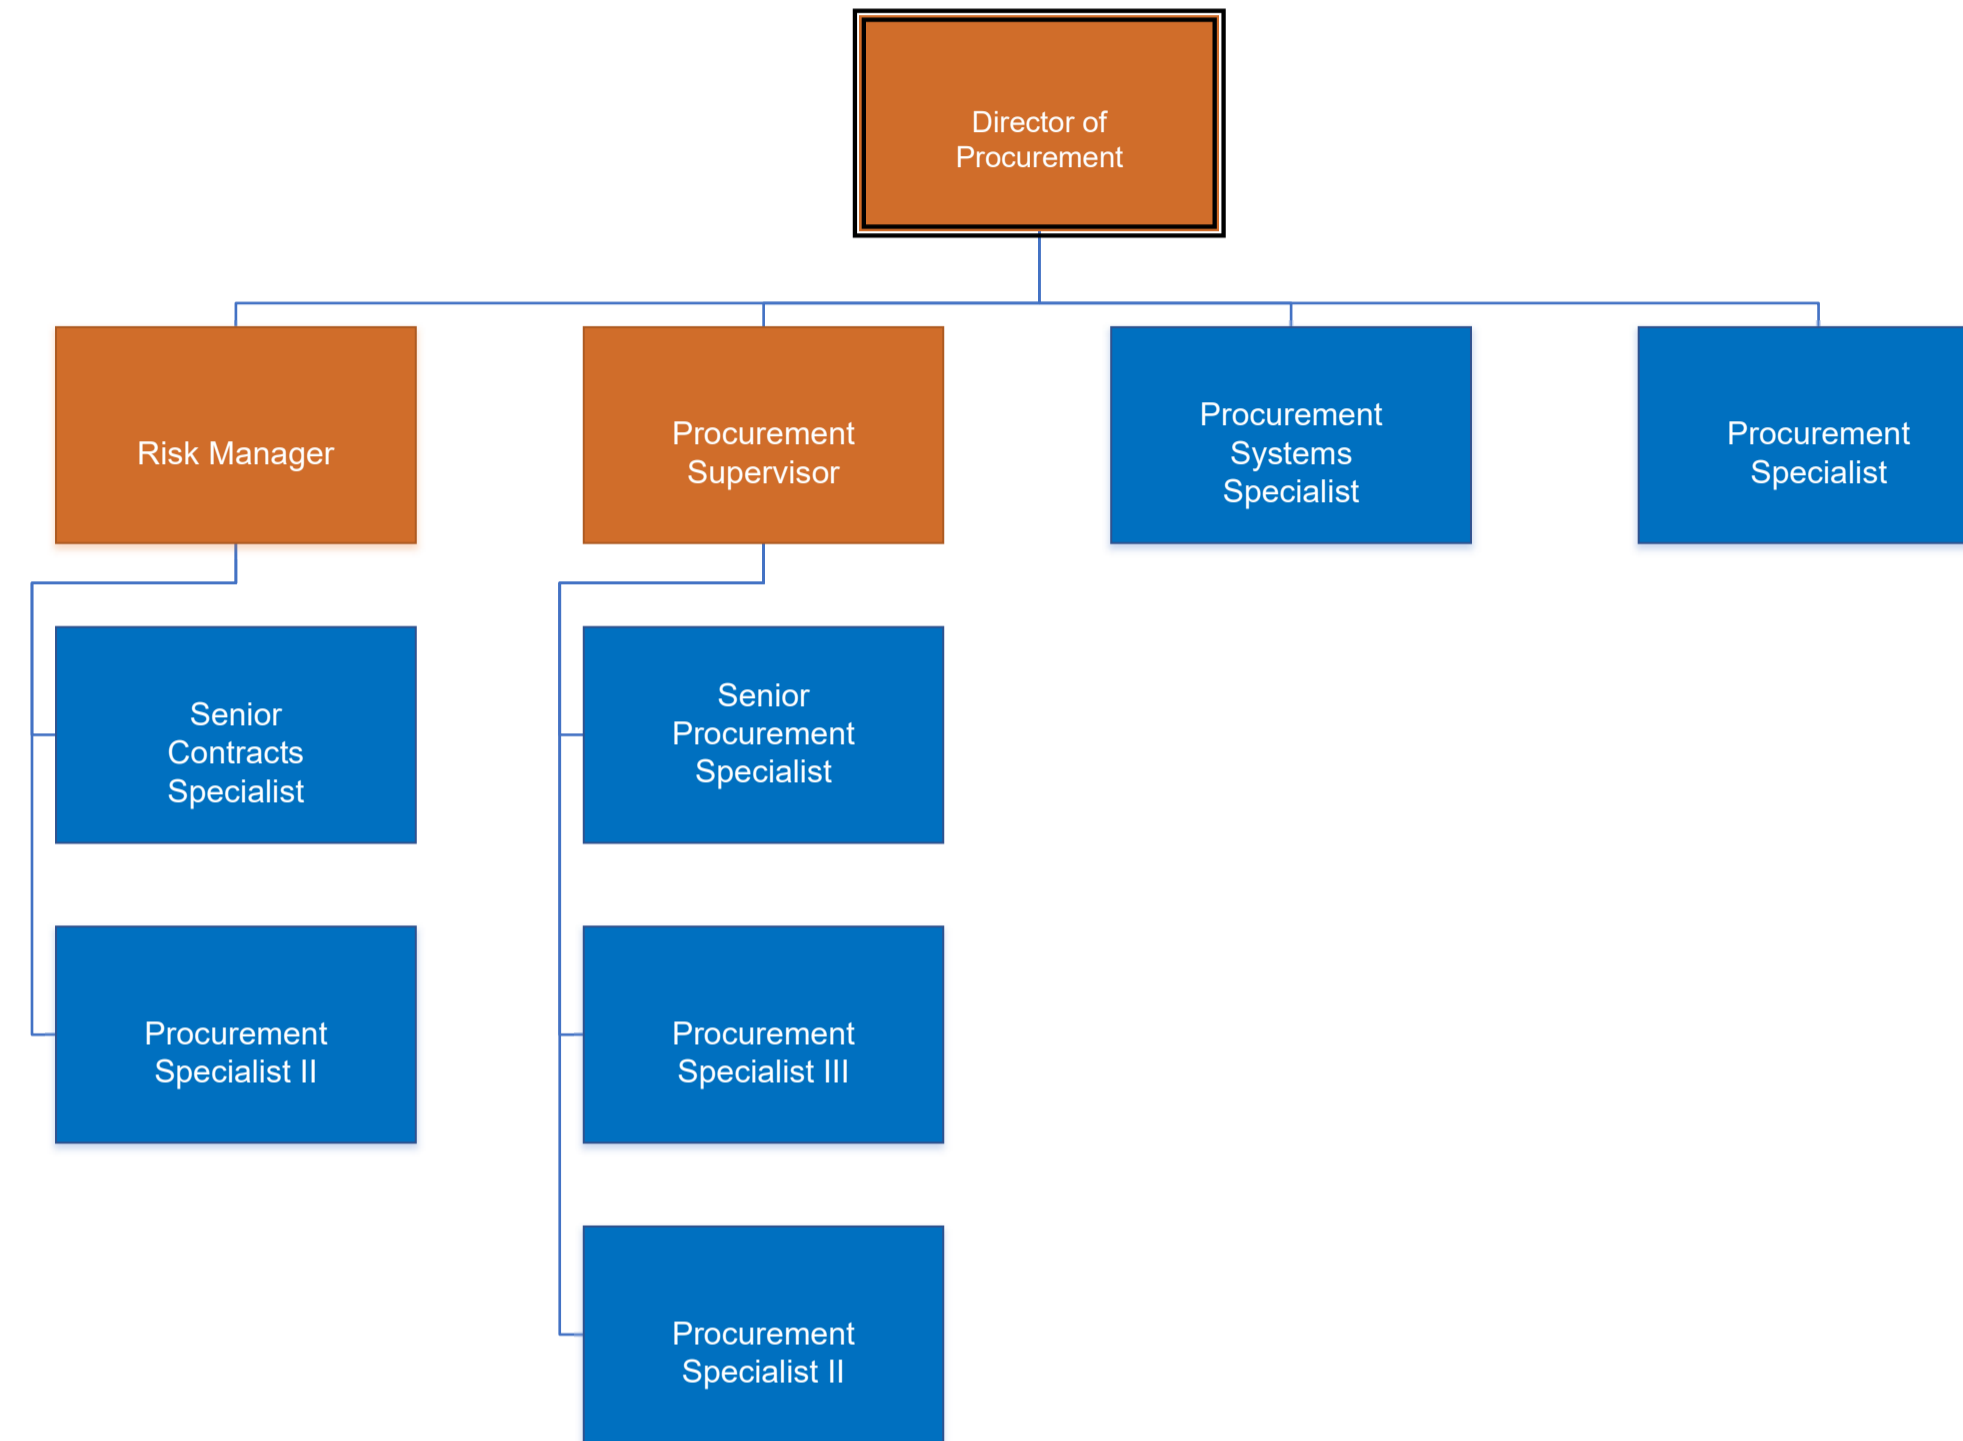 Director of
Procurement
Risk Manager
Procurement
Supervisor
Procurement
Systems
Specialist
Procurement
Specialist
Senior
Contracts
Specialist
Senior
Procurement
Specialist
Procurement
Specialist II
Procurement
Specialist III
Procurement
Specialist II